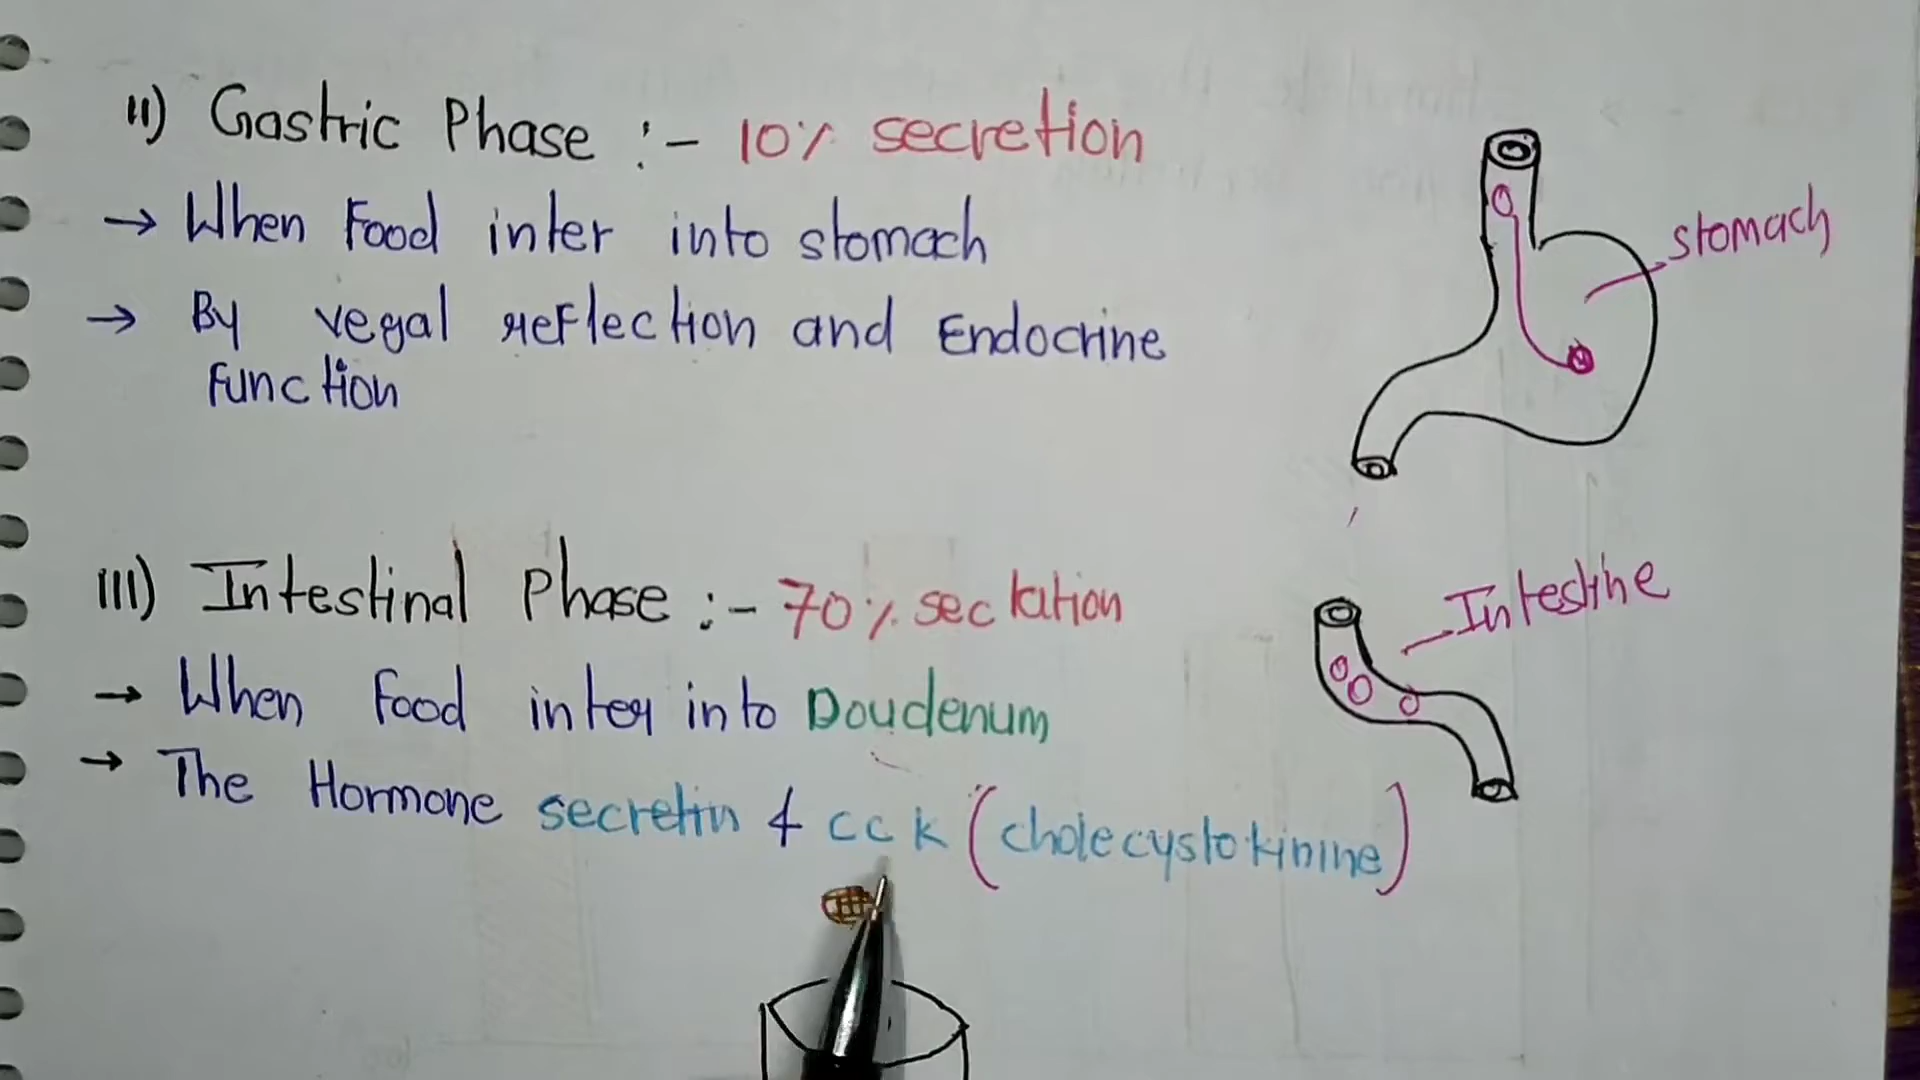 II) Gastric Phase :- 10% secretion
→ When Food inter into stomach
→ By vegal reflection and Endocrine
Function
stomach
III) Intestinal Phase :- 70% secration
→ When Food inter into Doudenum
→ The Hormone secretin & CCK (cholecystokinine)
Intestine